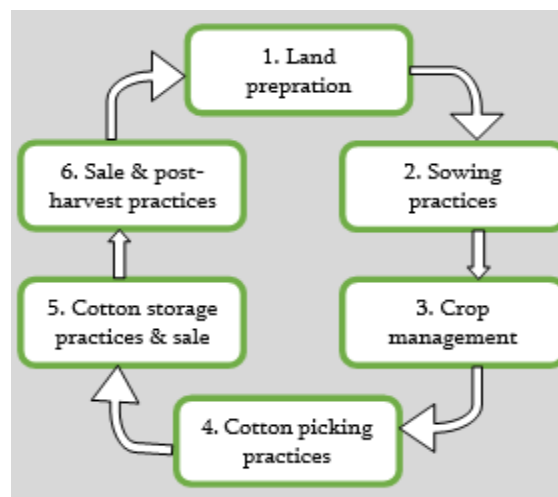 1. Land
prepration
2. Sowing
practices
3. Crop
management
4. Cotton picking
practices
5. Cotton storage
practices & sale
6. Sale & post-
harvest practices